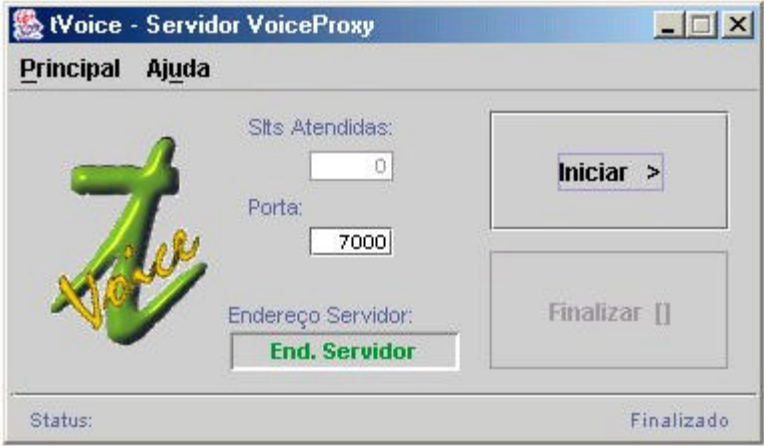 tVoice - Servidor VoiceProxy
Principal Ajuda
Slts Atendidas:
0
Iniciar >
Porta:
7000
t Voice
Endereço Servidor:
End. Servidor
Finalizar []
Status:
Finalizado